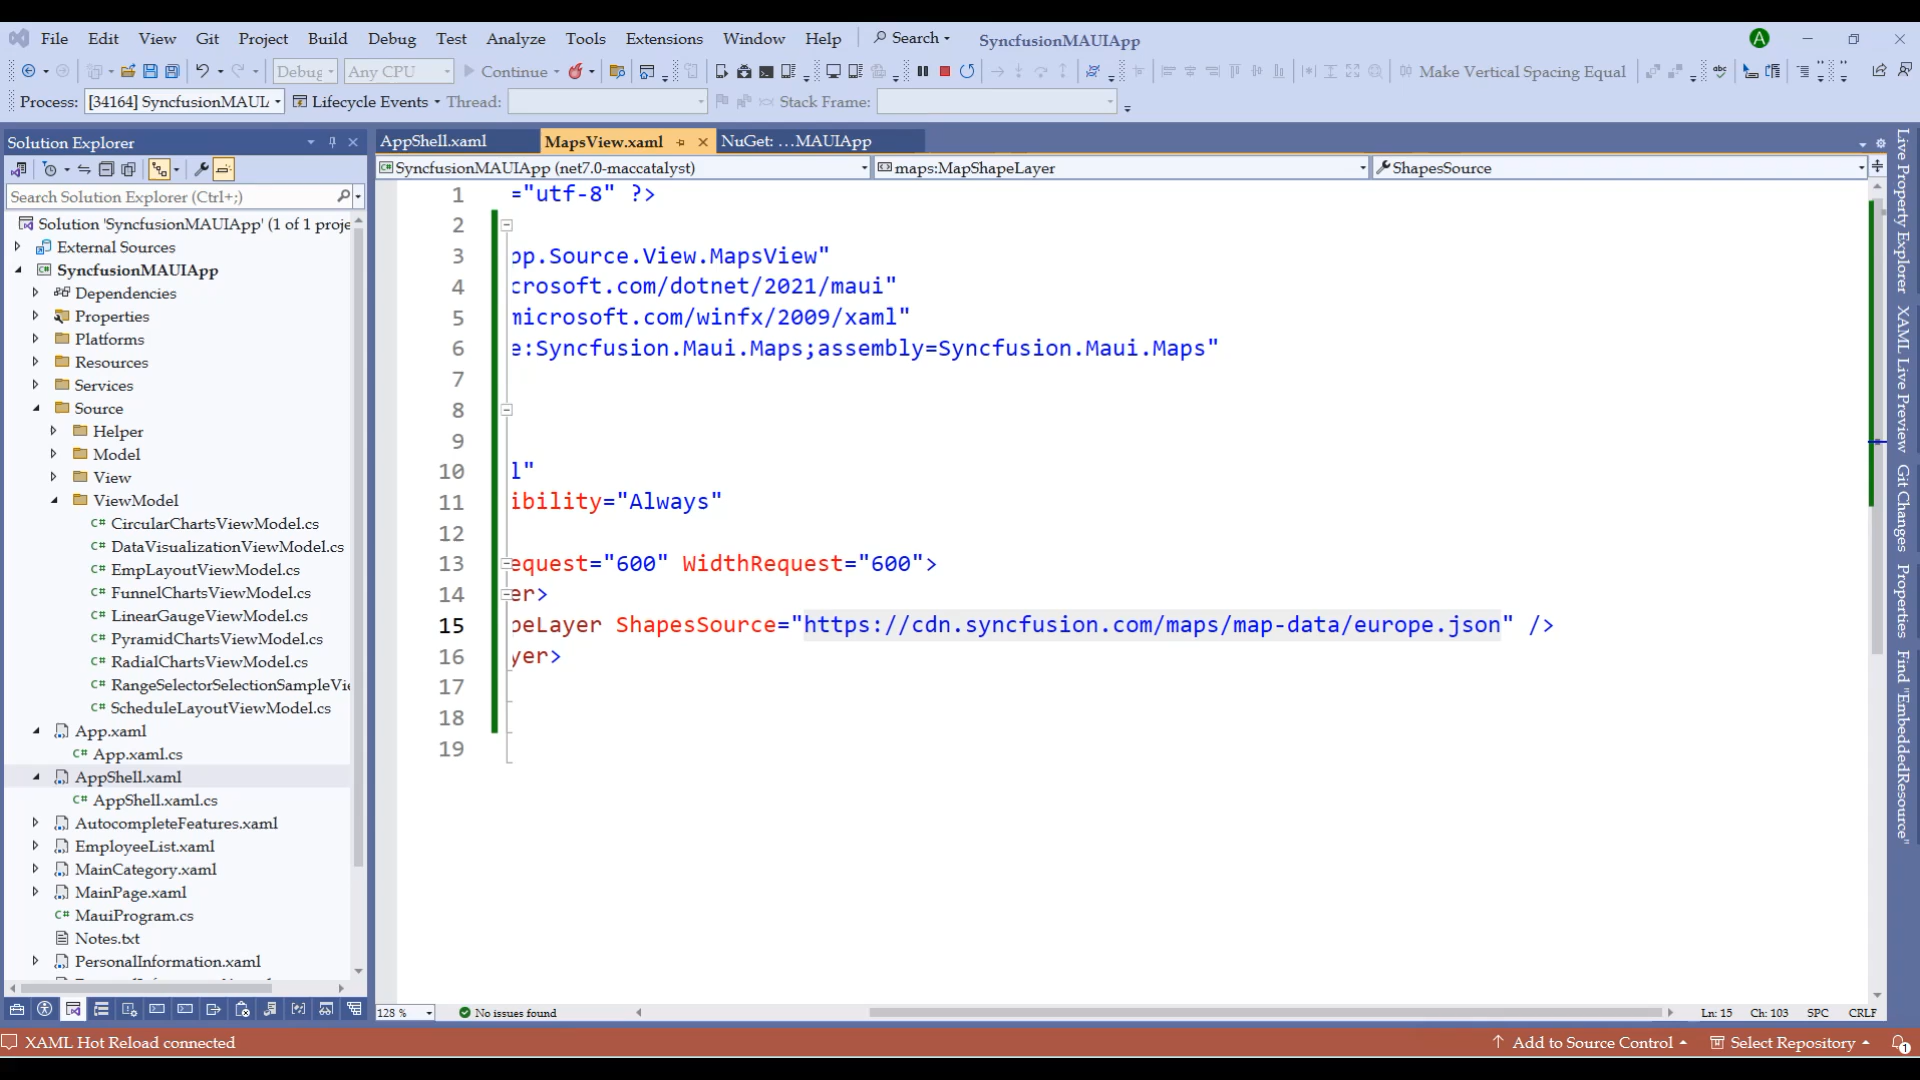 File Edit View Git Project Build Debug Test Analyze Tools Extensions Window Help Search SyncfusionMAUIApp A
Debug Any CPU Continue Make Vertical Spacing Equal
Process: [34164] SyncfusionMAUI Lifecycle Events Thread: Stack Frame:
Solution Explorer
Search Solution Explorer (Ctrl+;)
Solution 'SyncfusionMAUIApp' (1 of 1 proje
External Sources
SyncfusionMAUIApp
Dependencies
Properties
Platforms
Resources
Services
Source
Helper
Model
View
ViewModel
C# CircularChartsViewModel.cs
C# DataVisualizationViewModel.cs
C# EmpLayoutViewModel.cs
C# FunnelChartsViewModel.cs
C# LinearGaugeViewModel.cs
C# PyramidChartsViewModel.cs
C# RadialChartsViewModel.cs
C# RangeSelectorSelectionSampleVi
C# ScheduleLayoutViewModel.cs
App.xaml
C# App.xaml.cs
AppShell.xaml
C# AppShell.xaml.cs
AutocompleteFeatures.xaml
EmployeeList.xaml
MainCategory.xaml
MainPage.xaml
C# MauiProgram.cs
Notes.txt
PersonalInformation.xaml
AppShell.xaml MapsView.xaml NuGet: ...MAUIApp
SyncfusionMAUIApp (net7.0-maccatalyst) maps:MapShapeLayer ShapesSource
1 ="utf-8" ?>
2
3 pp.Source.View.MapsView"
4 crosoft.com/dotnet/2021/maui"
5 microsoft.com/winfx/2009/xaml"
6 e:Syncfusion.Maui.Maps;assembly=Syncfusion.Maui.Maps"
7
8
9
10 l"
11 ibility="Always"
12
13 equest="600" WidthRequest="600">
14 er>
15 peLayer ShapesSource="https://cdn.syncfusion.com/maps/map-data/europe.json" />
16 yer>
17
18
19
128 % No issues found Ln: 15 Ch: 103 SPC CRLF
Live Property Explorer
XAML Live Preview
Git Changes
Properties
Find "EmbeddedResource"
XAML Hot Reload connected Add to Source Control Select Repository 1